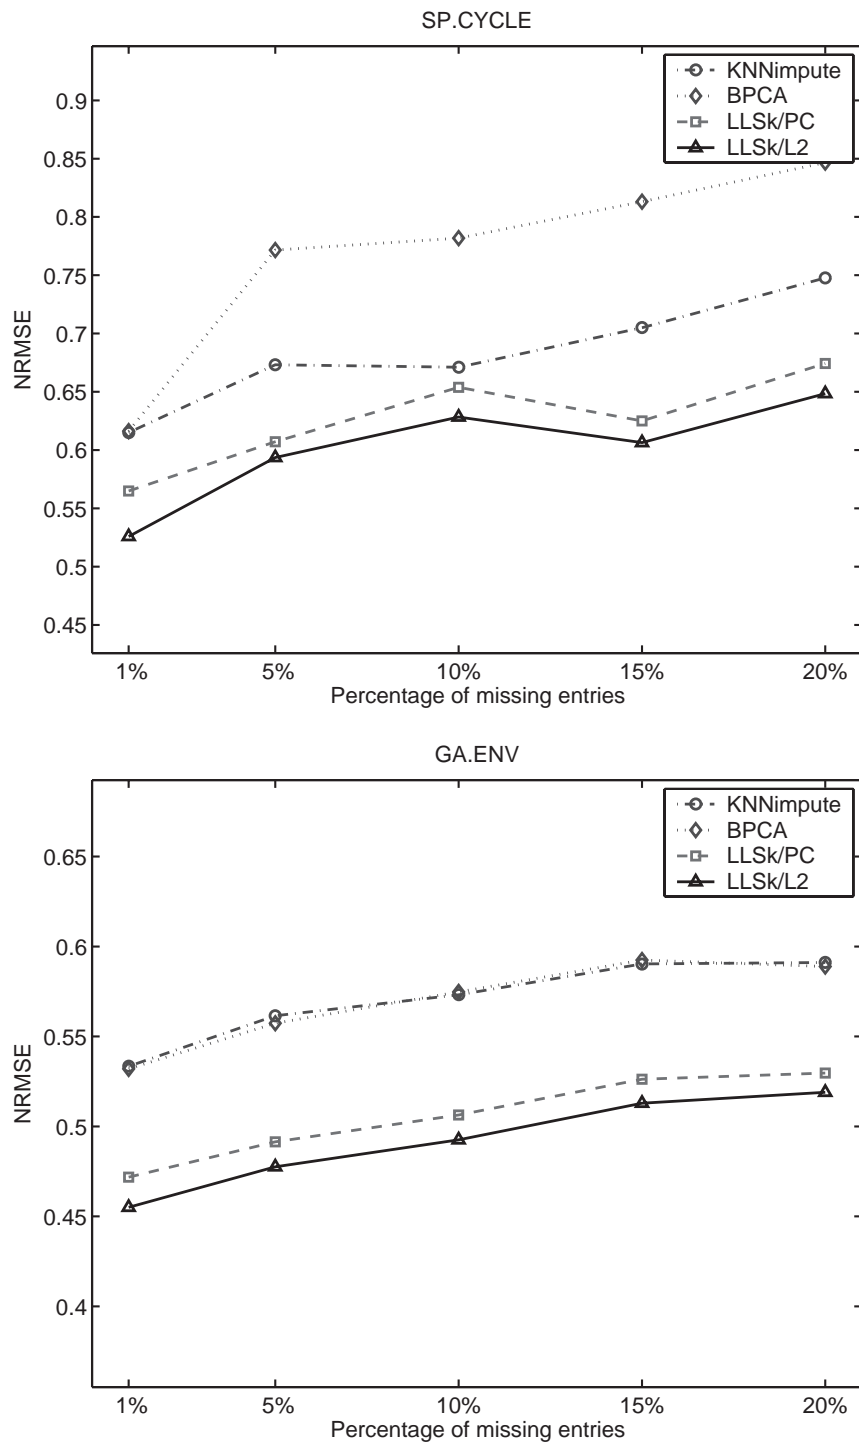 SP.CYCLE
KNNimpute
BPCA
LLSk/PC
LLSk/L2
0.9
0.85
0.8
0.75
0.7
0.65
0.6
0.55
0.5
0.45
NRMSE
1% 5% 10% 15% 20%
Percentage of missing entries
GA.ENV
KNNimpute
BPCA
LLSk/PC
LLSk/L2
0.65
0.6
0.55
0.5
0.45
0.4
NRMSE
1% 5% 10% 15% 20%
Percentage of missing entries